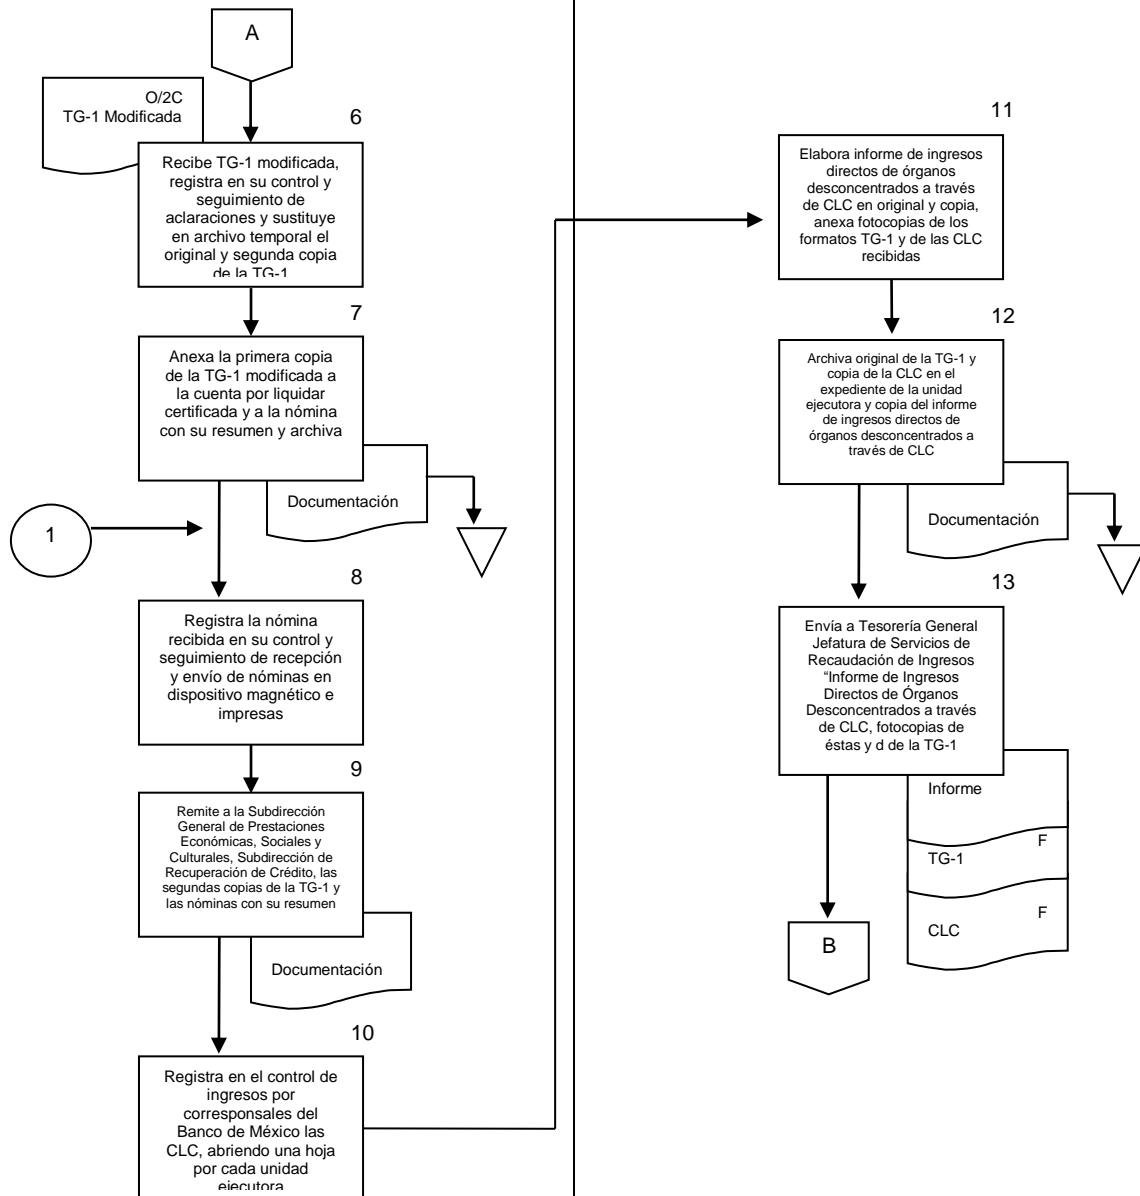 A
O/2C
TG-1 Modificada
6
Recibe TG-1 modificada,
registra en su control y
seguimiento de
aclaraciones y sustituye
en archivo temporal el
original y segunda copia
de la TG-1
7
Anexa la primera copia
de la TG-1 modificada a
la cuenta por liquidar
certificada y a la nómina
con su resumen y archiva
Documentación
1
8
Registra la nómina
recibida en su control y
seguimiento de recepción
y envío de nóminas en
dispositivo magnético e
impresas
9
Remite a la Subdirección
General de Prestaciones
Económicas, Sociales y
Culturales, Subdirección de
Recuperación de Crédito, las
segundas copias de la TG-1 y
las nóminas con su resumen
Documentación
10
Registra en el control de
ingresos por
corresponsales del
Banco de México las
CLC, abriendo una hoja
por cada unidad
ejecutora
11
Elabora informe de ingresos
directos de órganos
desconcentrados a través
de CLC en original y copia,
anexa fotocopias de los
formatos TG-1 y de las CLC
recibidas
12
Archiva original de la TG-1 y
copia de la CLC en el
expediente de la unidad
ejecutora y copia del informe
de ingresos directos de
órganos desconcentrados a
través de CLC
Documentación
13
Envía a Tesorería General
Jefatura de Servicios de
Recaudación de Ingresos
“Informe de Ingresos
Directos de Órganos
Desconcentrados a través
de CLC, fotocopias de
éstas y d de la TG-1
Informe
F
TG-1
F
CLC
B